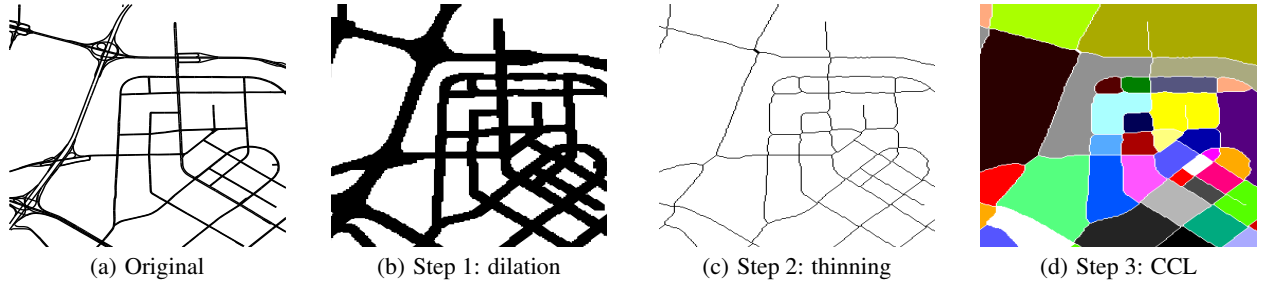 (a) Original
(b) Step 1: dilation
(c) Step 2: thinning
(d) Step 3: CCL